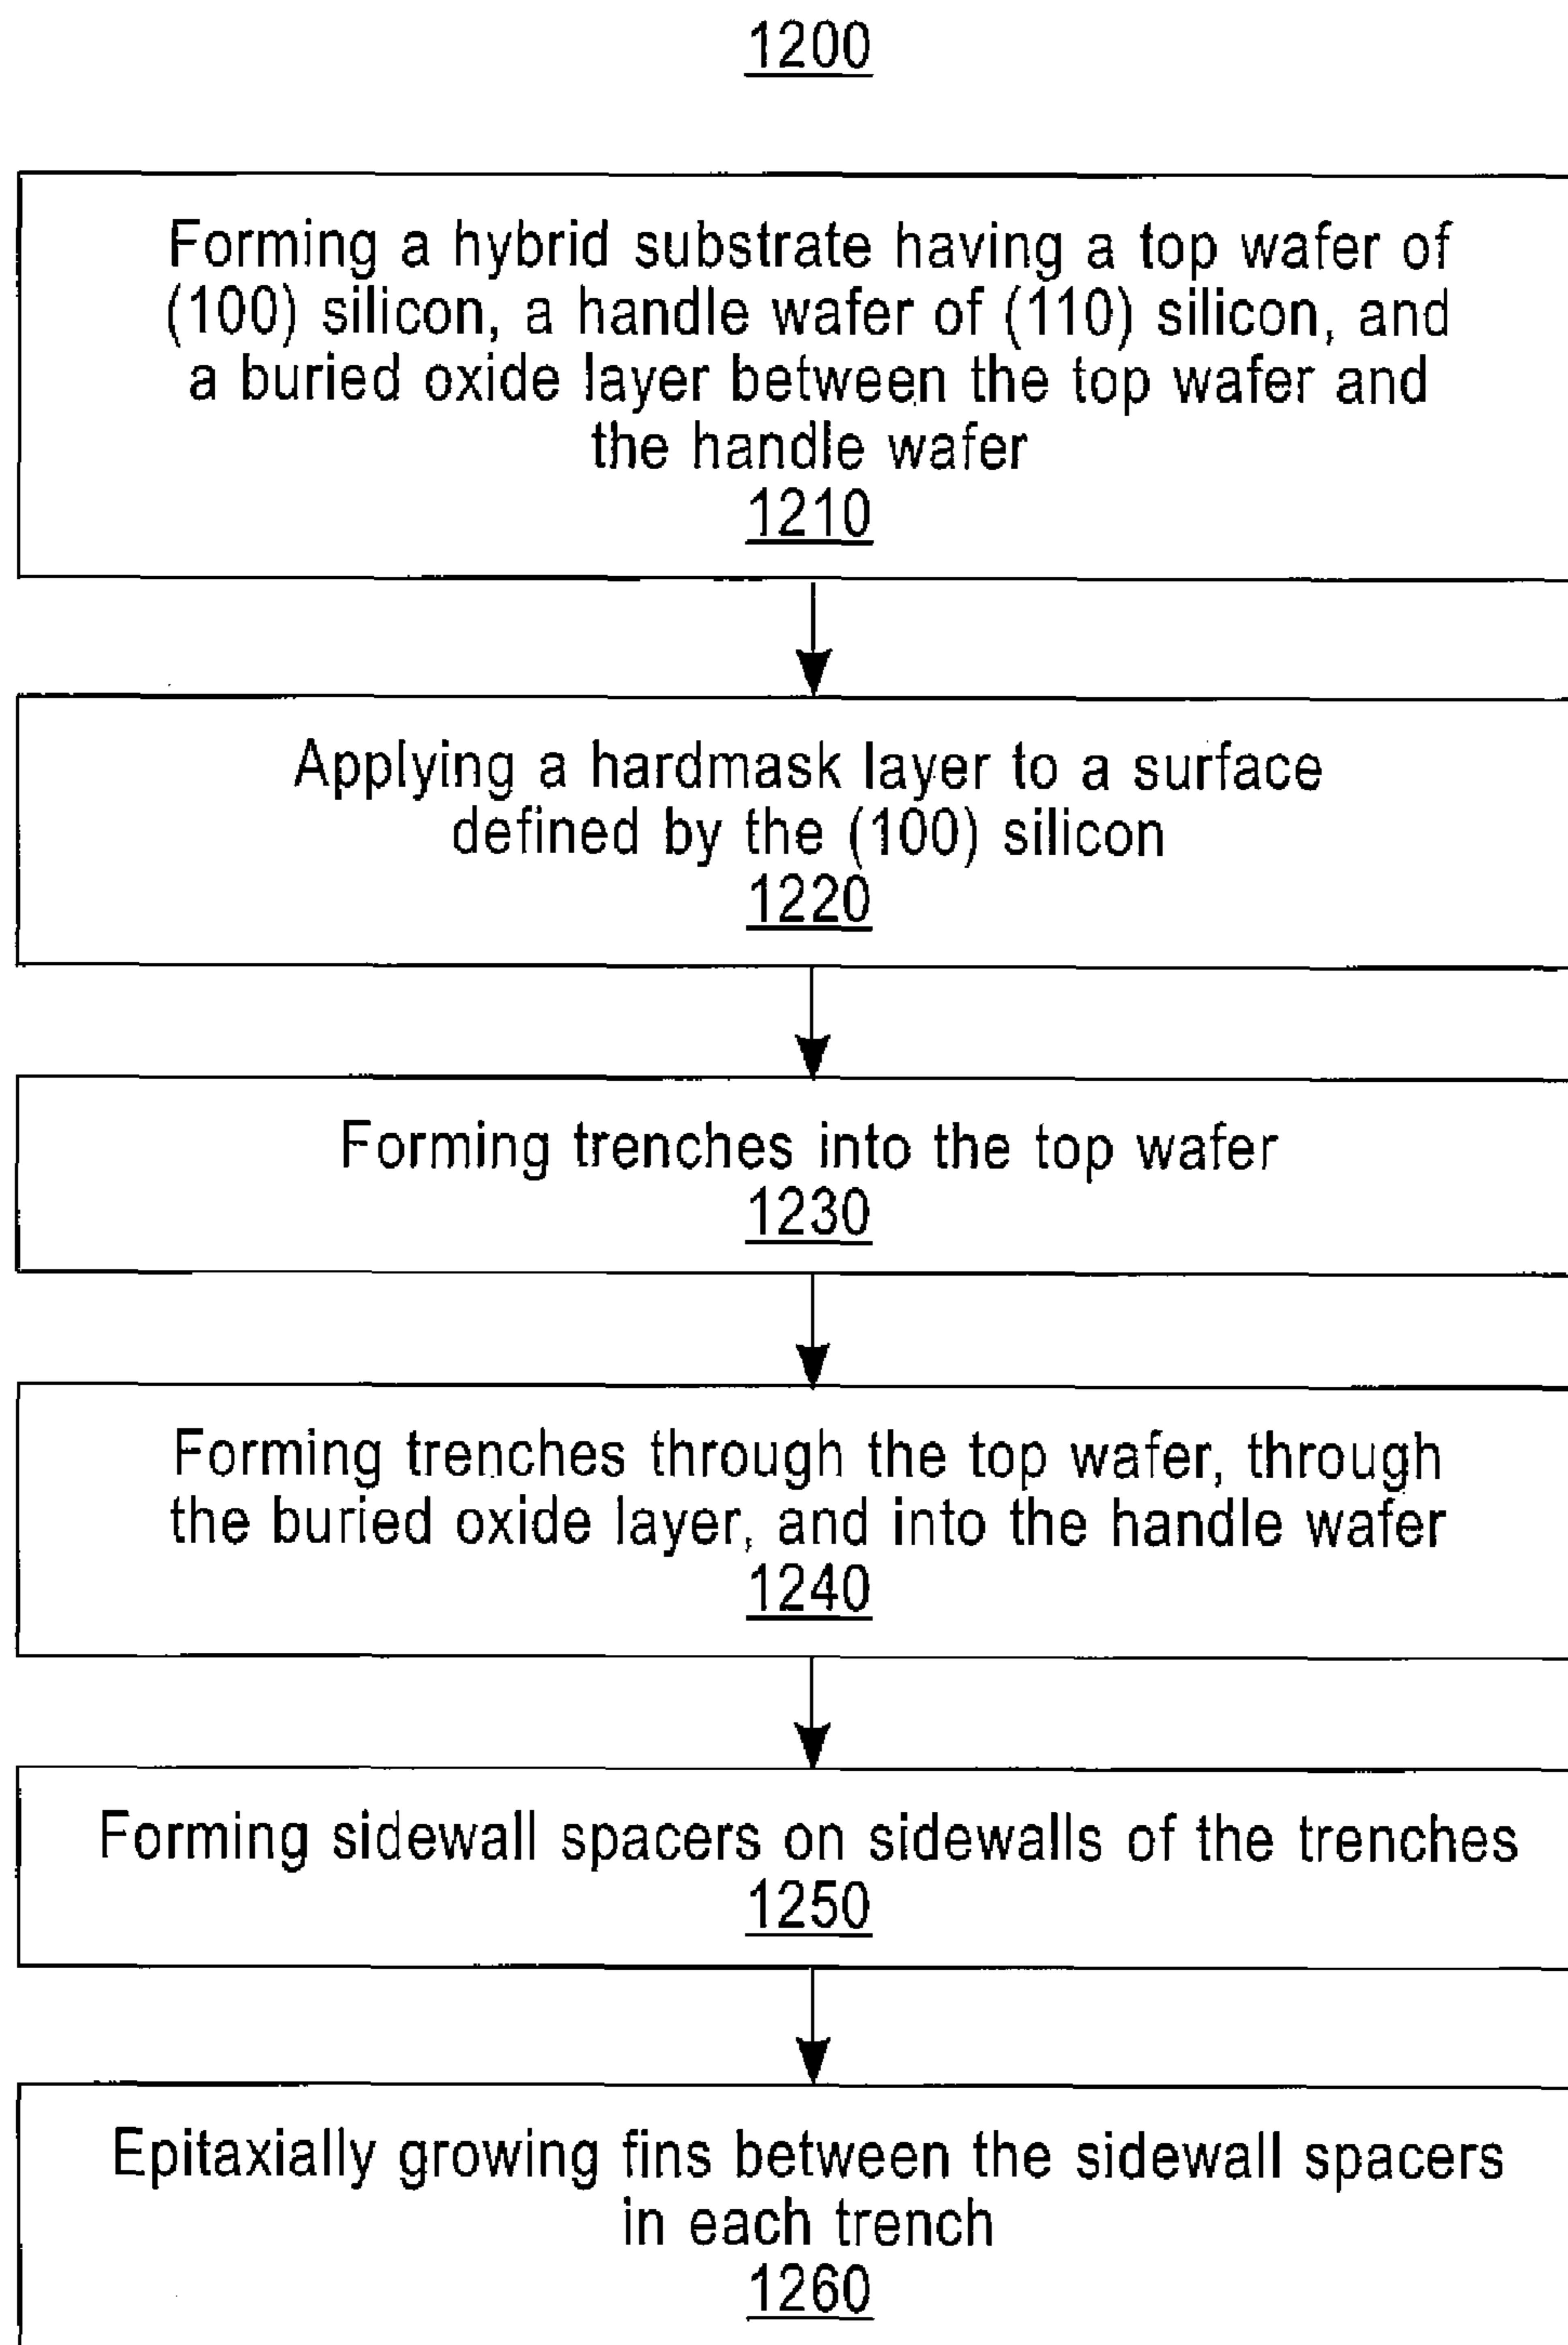 1200
Forming a hybrid substrate having a top wafer of
(100) silicon, a handle wafer of (110) silicon, and
a buried oxide layer between the top wafer and
the handle wafer
1210
Applying a hardmask layer to a surface
defined by the (100) silicon
1220
Forming trenches into the top wafer
1230
Forming trenches through the top wafer, through
the buried oxide layer, and into the handle wafer
1240
Forming sidewall spacers on sidewalls of the trenches
1250
Epitaxially growing fins between the sidewall spacers
in each trench
1260